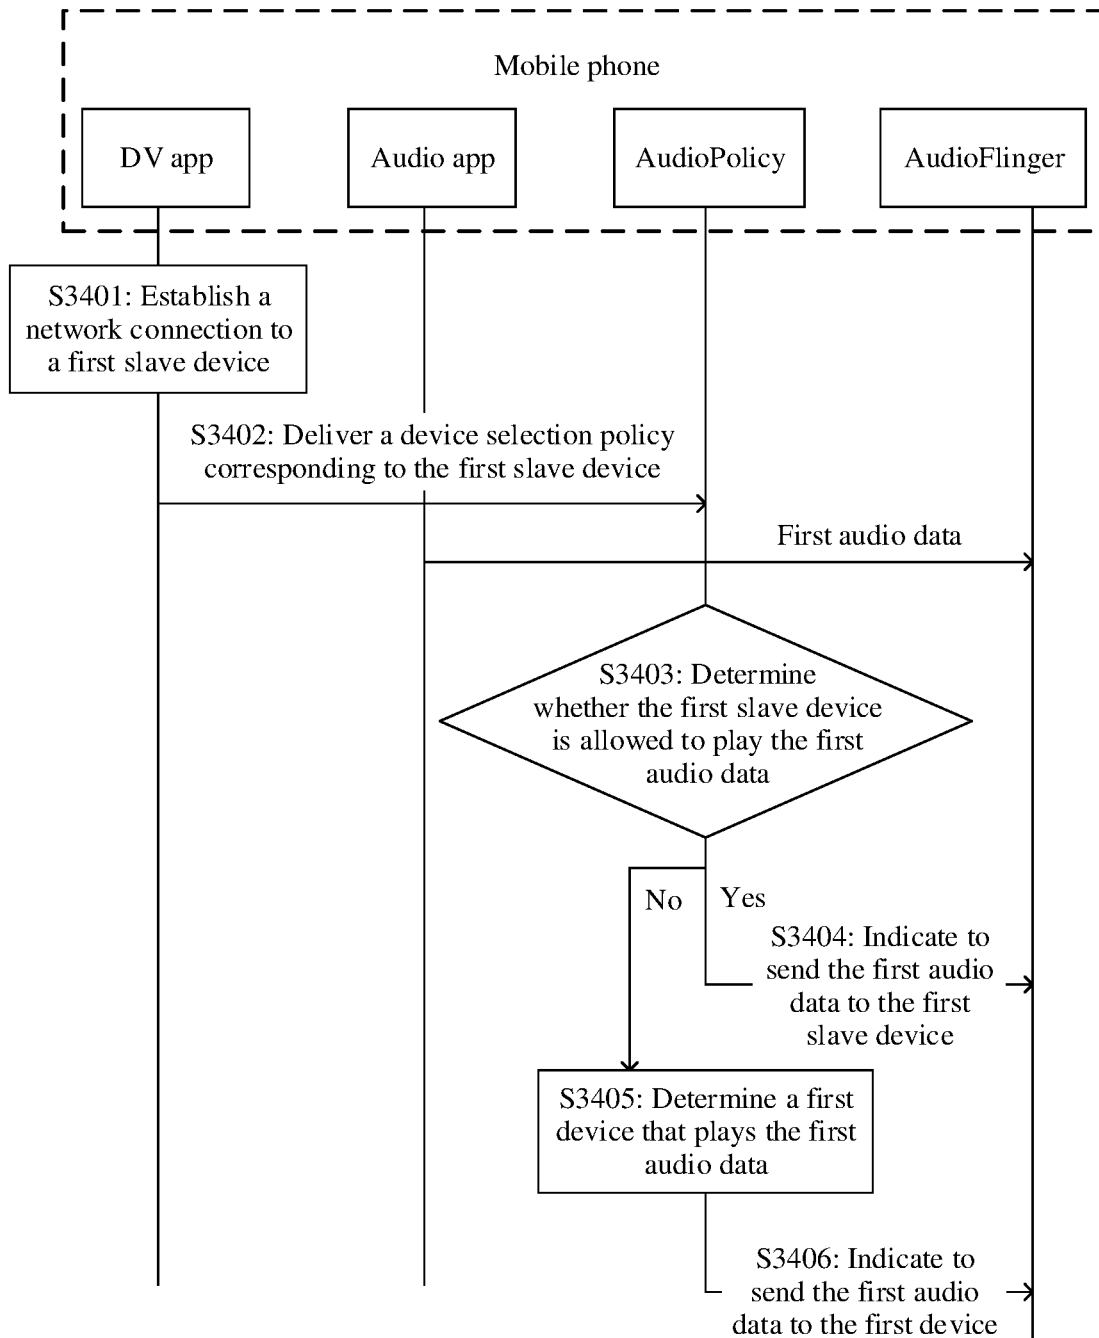 Mobile phone
DV app
Audio app
AudioPolicy
AudioFlinger
S3401: Establish a
network connection to
a first slave device
S3402: Deliver a device selection policy
corresponding to the first slave device
First audio data
S3403: Determine
whether the first slave device
is allowed to play the first
audio data
No
Yes
S3404: Indicate to
send the first audio
data to the first
slave device
S3405: Determine a first
device that plays the first
audio data
S3406: Indicate to
send the first audio
data to the first device